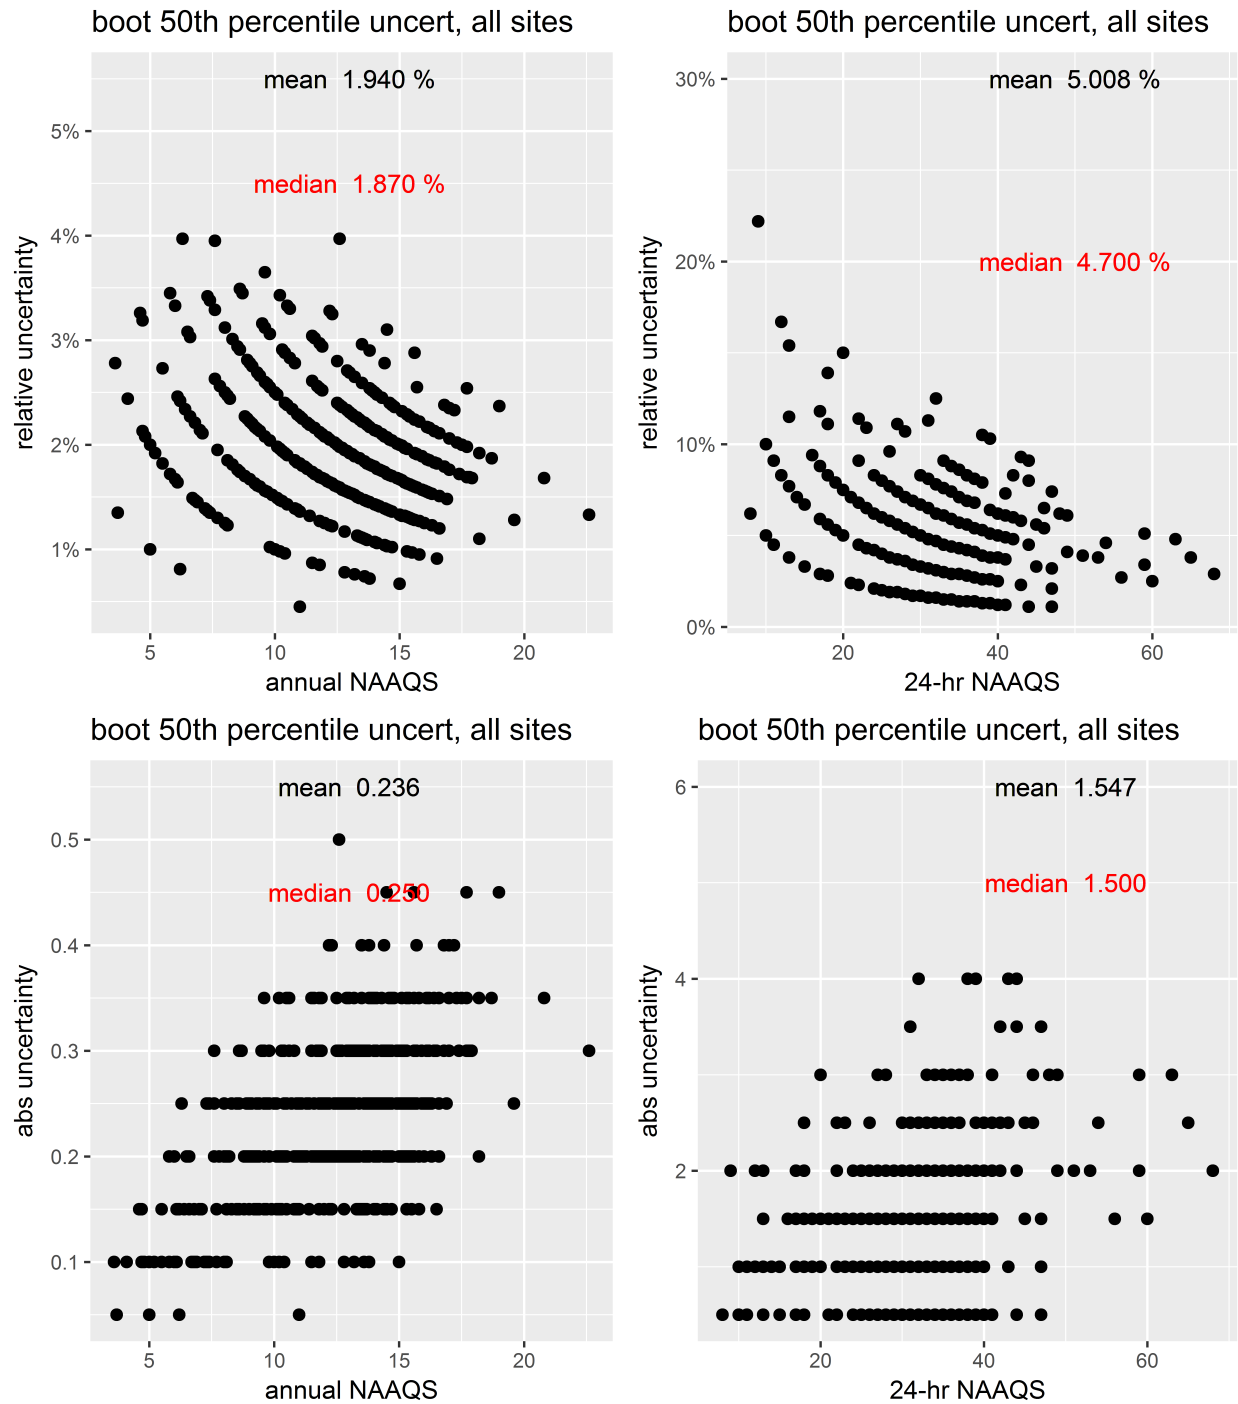 boot 50th percentile uncert, all sites
mean 1.940 %
5%
median 1.870 %
4%
3%
2%
1%
relative uncertainty
5 10 15 20
annual NAAQS
boot 50th percentile uncert, all sites
30%
mean 5.008 %
20%
median 4.700 %
10%
0%
relative uncertainty
20 40 60
24-hr NAAQS
boot 50th percentile uncert, all sites
mean 0.236
0.5
median 0.250
0.4
0.3
0.2
0.1
abs uncertainty
5 10 15 20
annual NAAQS
boot 50th percentile uncert, all sites
6
mean 1.547
median 1.500
4
2
abs uncertainty
20 40 60
24-hr NAAQS